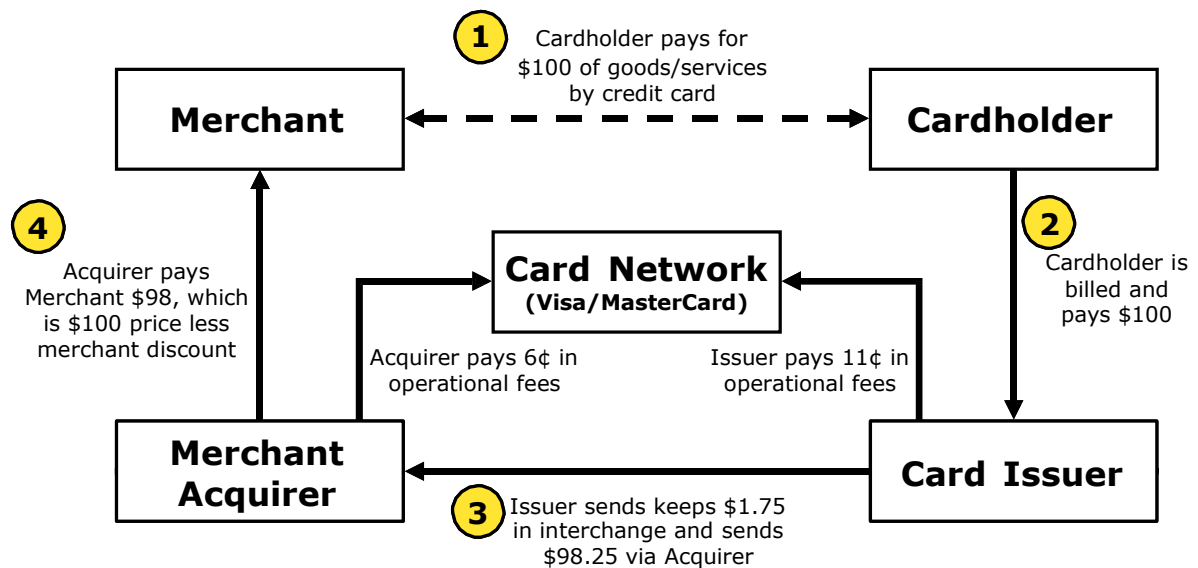 1
Cardholder pays for
$100 of goods/services
by credit card
Merchant
Cardholder
4
Acquirer pays
Merchant $98, which
is $100 price less
merchant discount
2
Cardholder is
billed and
pays $100
Card Network
(Visa/MasterCard)
Acquirer pays 6¢ in
operational fees
Issuer pays 11¢ in
operational fees
Merchant
Acquirer
Card Issuer
3
Issuer sends keeps $1.75
in interchange and sends
$98.25 via Acquirer